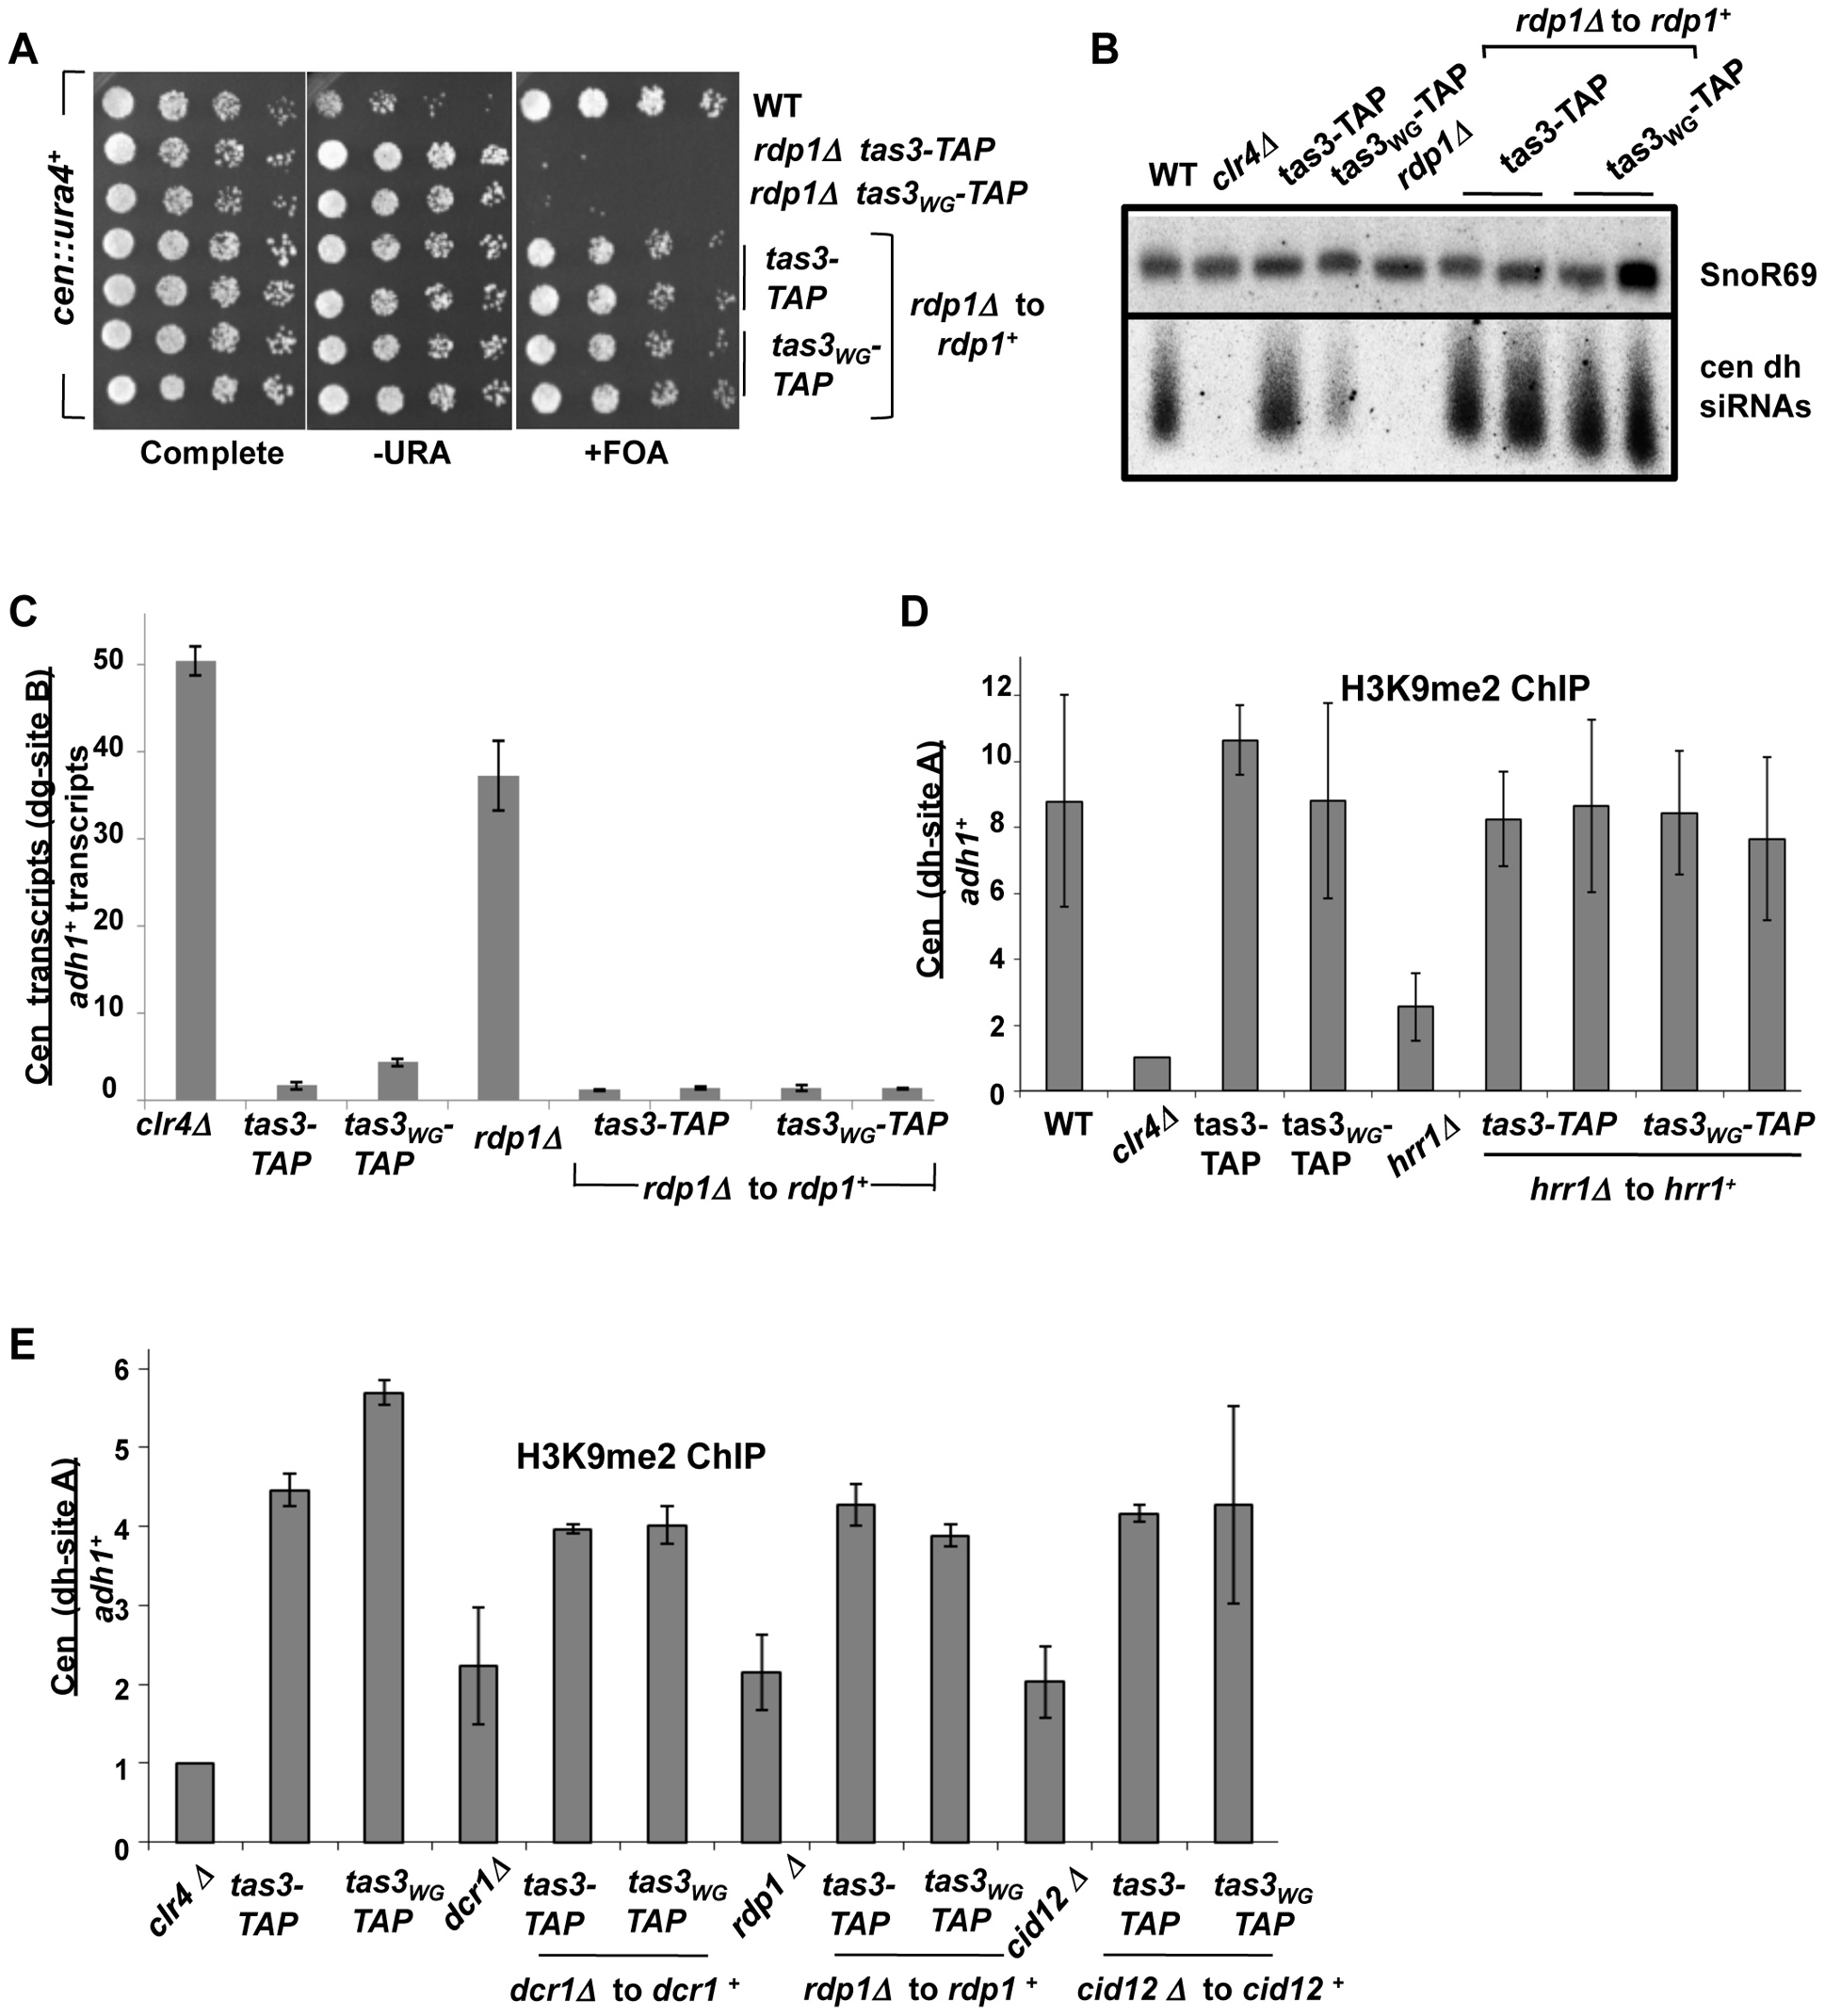 A
cen::ura4+
WT
rdp1Δ tas3-TAP
rdp1Δ tas3WG-TAP
tas3-
TAP
tas3WG-
TAP
rdp1Δ to
rdp1+
Complete
-URA
+FOA
B
rdp1Δ to rdp1+
WT
clr4Δ
tas3-TAP
tas3WG-TAP
rdp1Δ
tas3-TAP
tas3WG-TAP
SnoR69
cen dh
siRNAs
C
Cen transcripts (dg-site B)
adh1+ transcripts
50
40
30
20
10
0
clr4Δ
tas3-
TAP
tas3WG-
TAP
rdp1Δ
tas3-TAP
tas3WG-TAP
rdp1Δ to rdp1+
D
H3K9me2 ChIP
Cen (dh-site A)
adh1+
12
10
8
6
4
2
0
WT
clr4Δ
tas3-
TAP
tas3WG-
TAP
hrr1Δ
tas3-TAP
tas3WG-TAP
hrr1Δ to hrr1+
E
H3K9me2 ChIP
Cen (dh-site A)
adh1+
6
5
4
3
2
1
0
clr4 Δ
tas3-
TAP
tas3WG
TAP
dcr1Δ
tas3-
TAP
tas3WG
TAP
rdp1 Δ
tas3-
TAP
tas3WG
TAP
cid12 Δ
tas3-
TAP
tas3WG
TAP
dcr1Δ to dcr1 +
rdp1Δ to rdp1 +
cid12 Δ to cid12 +